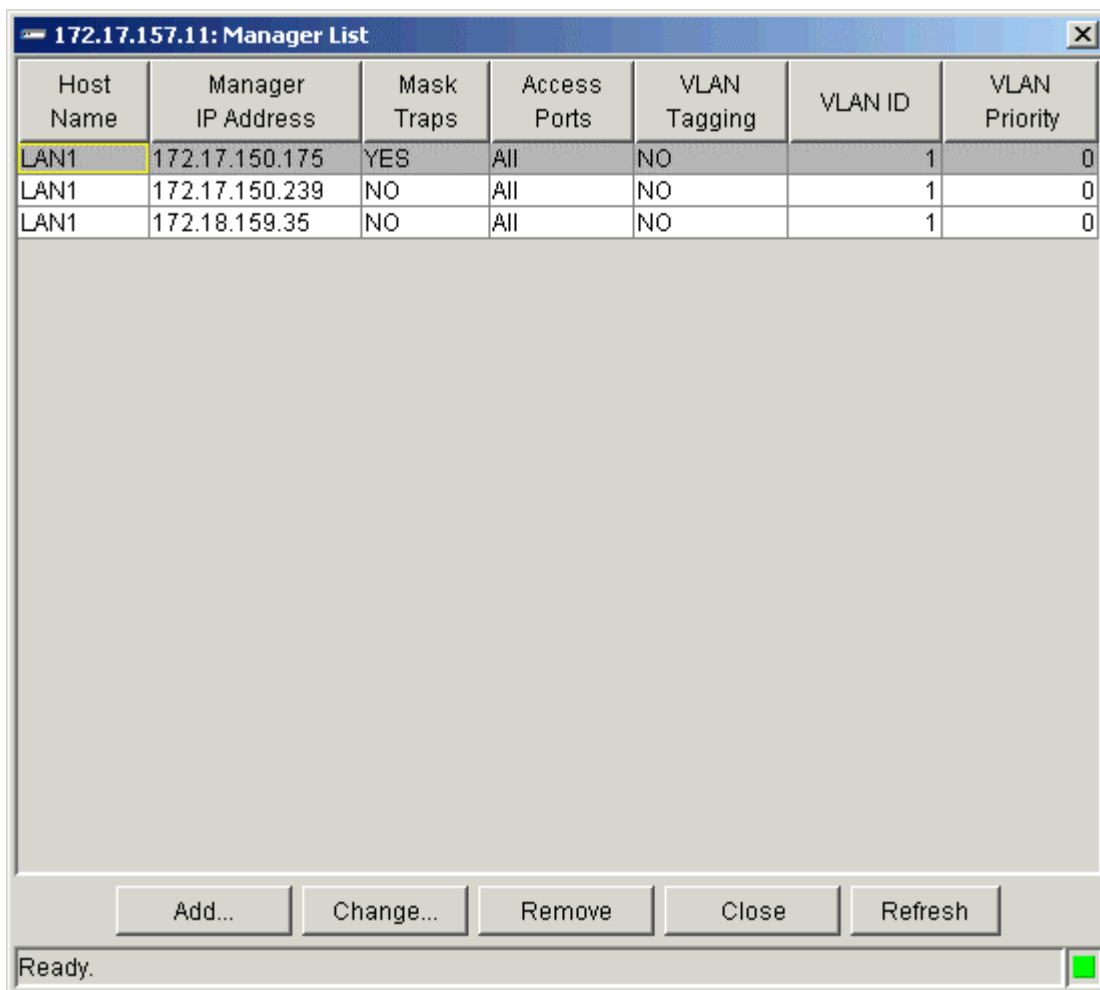 172.17.157.11: Manager List
Host Name Manager IP Address Mask Traps Access Ports VLAN Tagging VLAN ID VLAN Priority
LAN1 172.17.150.175 YES All NO 1 0
LAN1 172.17.150.239 NO All NO 1 0
LAN1 172.18.159.35 NO All NO 1 0
Add... Change... Remove Close Refresh
Ready.